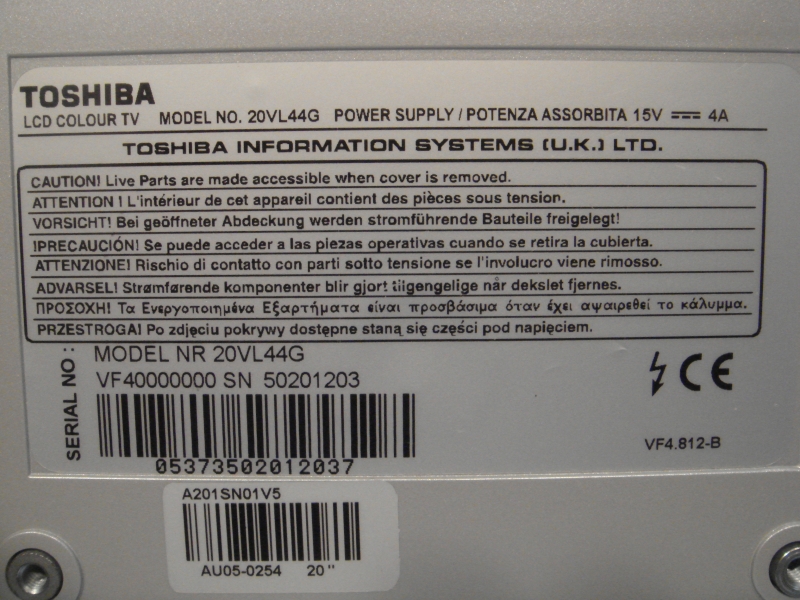 TOSHIBA
LCD COLOUR TV MODEL NO. 20VL44G POWER SUPPLY / POTENZA ASSORBITA 15V ⎓ 4A
TOSHIBA INFORMATION SYSTEMS (U.K.) LTD.
CAUTION! Live Parts are made accessible when cover is removed.
ATTENTION ! L'intérieur de cet appareil contient des pièces sous tension.
VORSICHT! Bei geöffneter Abdeckung werden stromführende Bauteile freigelegt!
!PRECAUCIÓN! Se puede acceder a las piezas operativas cuando se retira la cubierta.
ATTENZIONE! Rischio di contatto con parti sotto tensione se l'involucro viene rimosso.
ADVARSEL! Strømførende komponenter blir gjort tilgengelige når dekslet fjernes.
ΠΡΟΣΟΧΗ! Τα Ενεργοποιημένα Εξαρτήματα είναι προσβάσιμα όταν έχει αψαιρεθεί το κάλυμμα.
PRZESTROGA! Po zdjęciu pokrywy dostępne staną się części pod napięciem.
SERIAL NO :
MODEL NR 20VL44G
VF40000000 SN 50201203
05373502012037
CE
VF4.812-B
A201SN01V5
AU05-0254 20"